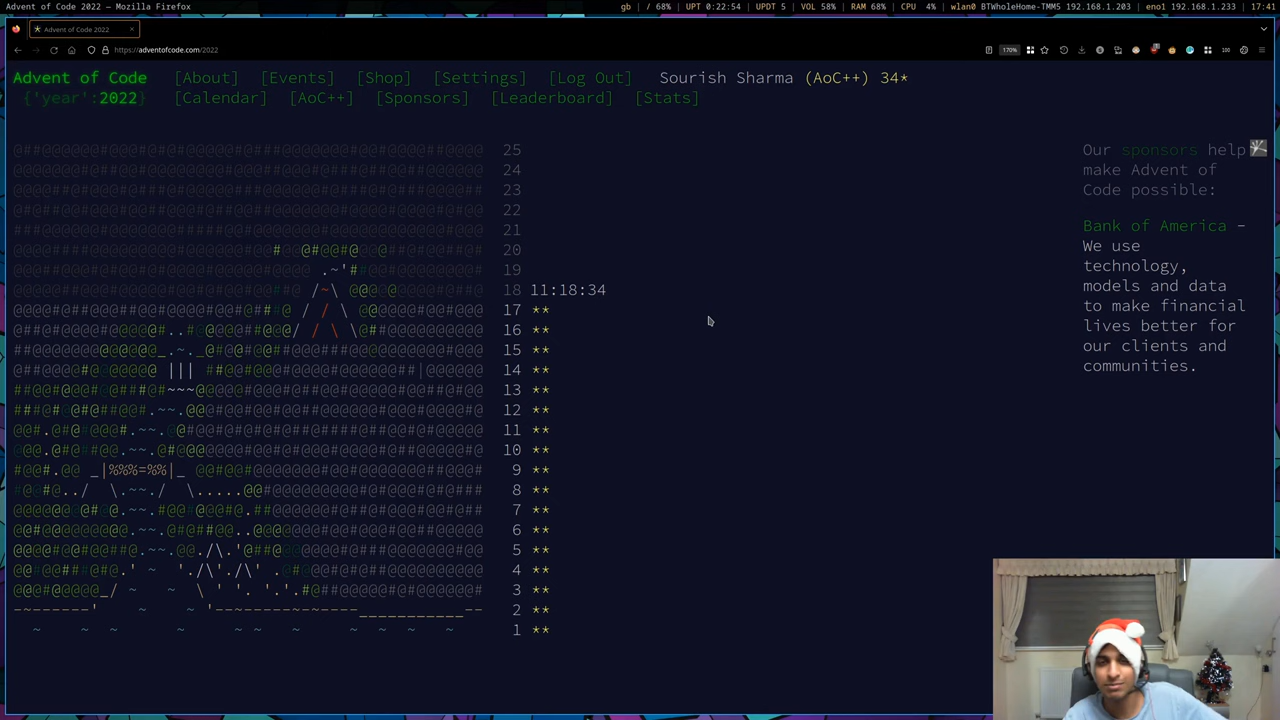 Advent of Code 2022 — Mozilla Firefox
gb | / 68% | UPT 0:22:54 | UPDT 5 | VOL 58% | RAM 68% | CPU 4% | wlan0 BTWholeHome-TMM5 192.168.1.203 | eno1 192.168.1.233 | 17:41
Advent of Code 2022
https://adventofcode.com/2022
170%
Advent of Code [About] [Events] [Shop] [Settings] [Log Out] Sourish Sharma (AoC++) 34*
{'year':2022} [Calendar] [AoC++] [Sponsors] [Leaderboard] [Stats]
25
24
23
22
21
20
19
18 11:18:34
17 **
16 **
15 **
14 **
13 **
12 **
11 **
10 **
9 **
8 **
7 **
6 **
5 **
4 **
3 **
2 **
1 **
Our sponsors help
make Advent of
Code possible:
Bank of America -
We use
technology,
models and data
to make financial
lives better for
our clients and
communities.